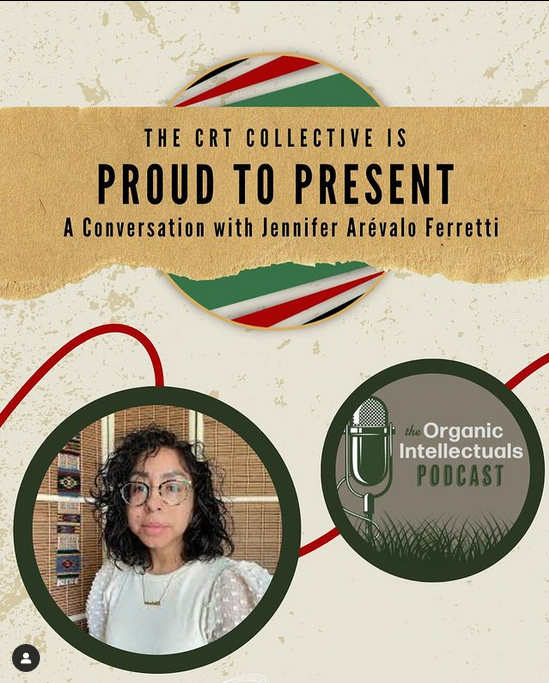 THE CRT COLLECTIVE IS
PROUD TO PRESENT
A Conversation with Jennifer Arévalo Ferretti
the Organic
Intellectuals
PODCAST